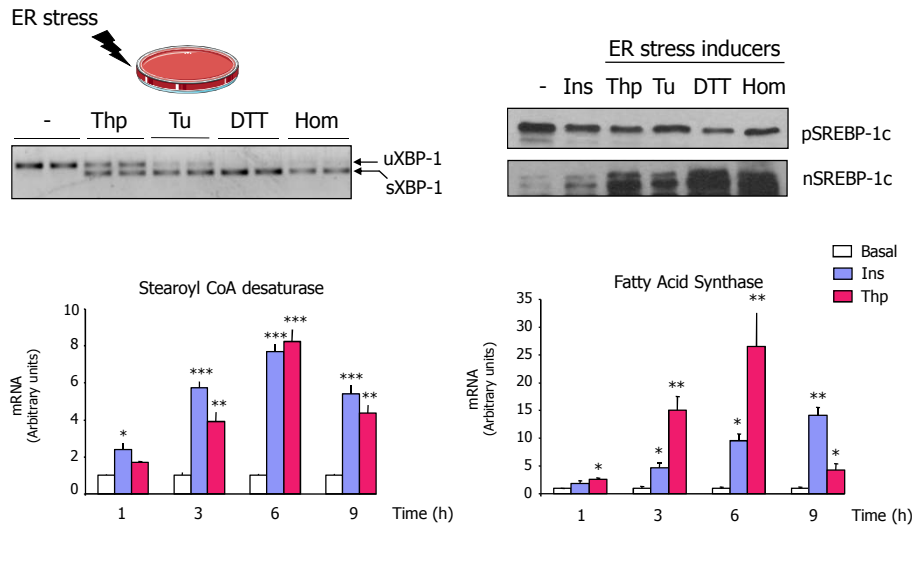 ER stress
- Thp Tu DTT Hom
uXBP-1
sXBP-1
ER stress inducers
- Ins Thp Tu DTT Hom
pSREBP-1c
nSREBP-1c
Stearoyl CoA desaturase
mRNA
(Arbitrary units)
10
8
6
4
2
0
*
***
**
***
***
***
**
1 3 6 9 Time (h)
Basal
Ins
Thp
Fatty Acid Synthase
mRNA
(Arbitrary units)
35
30
25
20
15
10
5
0
*
*
**
*
**
**
*
1 3 6 9 Time (h)